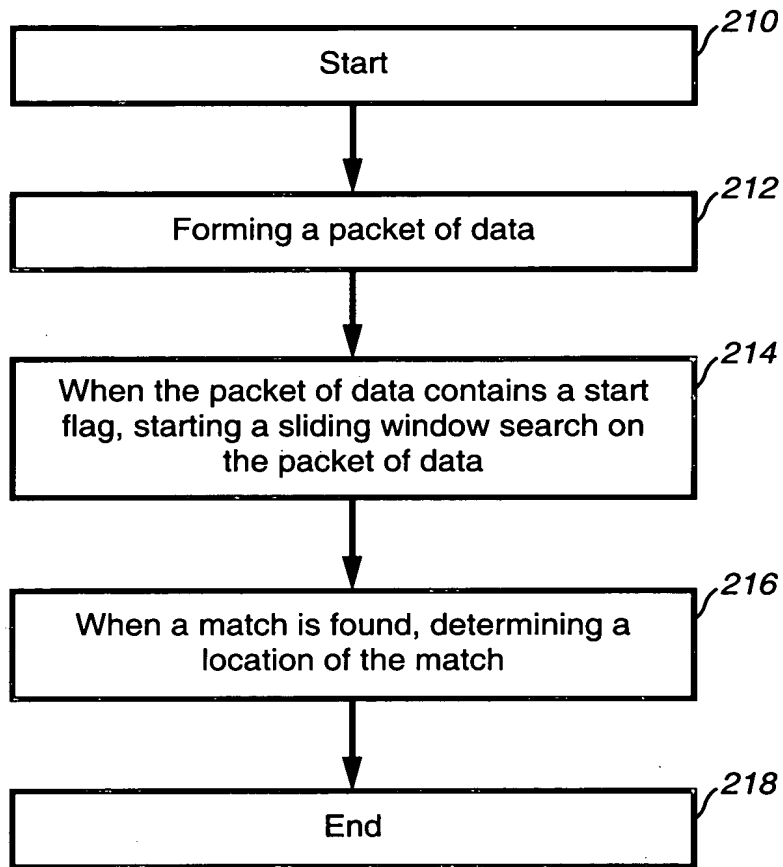 210
Start
212
Forming a packet of data
214
When the packet of data contains a start
flag, starting a sliding window search on
the packet of data
216
When a match is found, determining a
location of the match
218
End